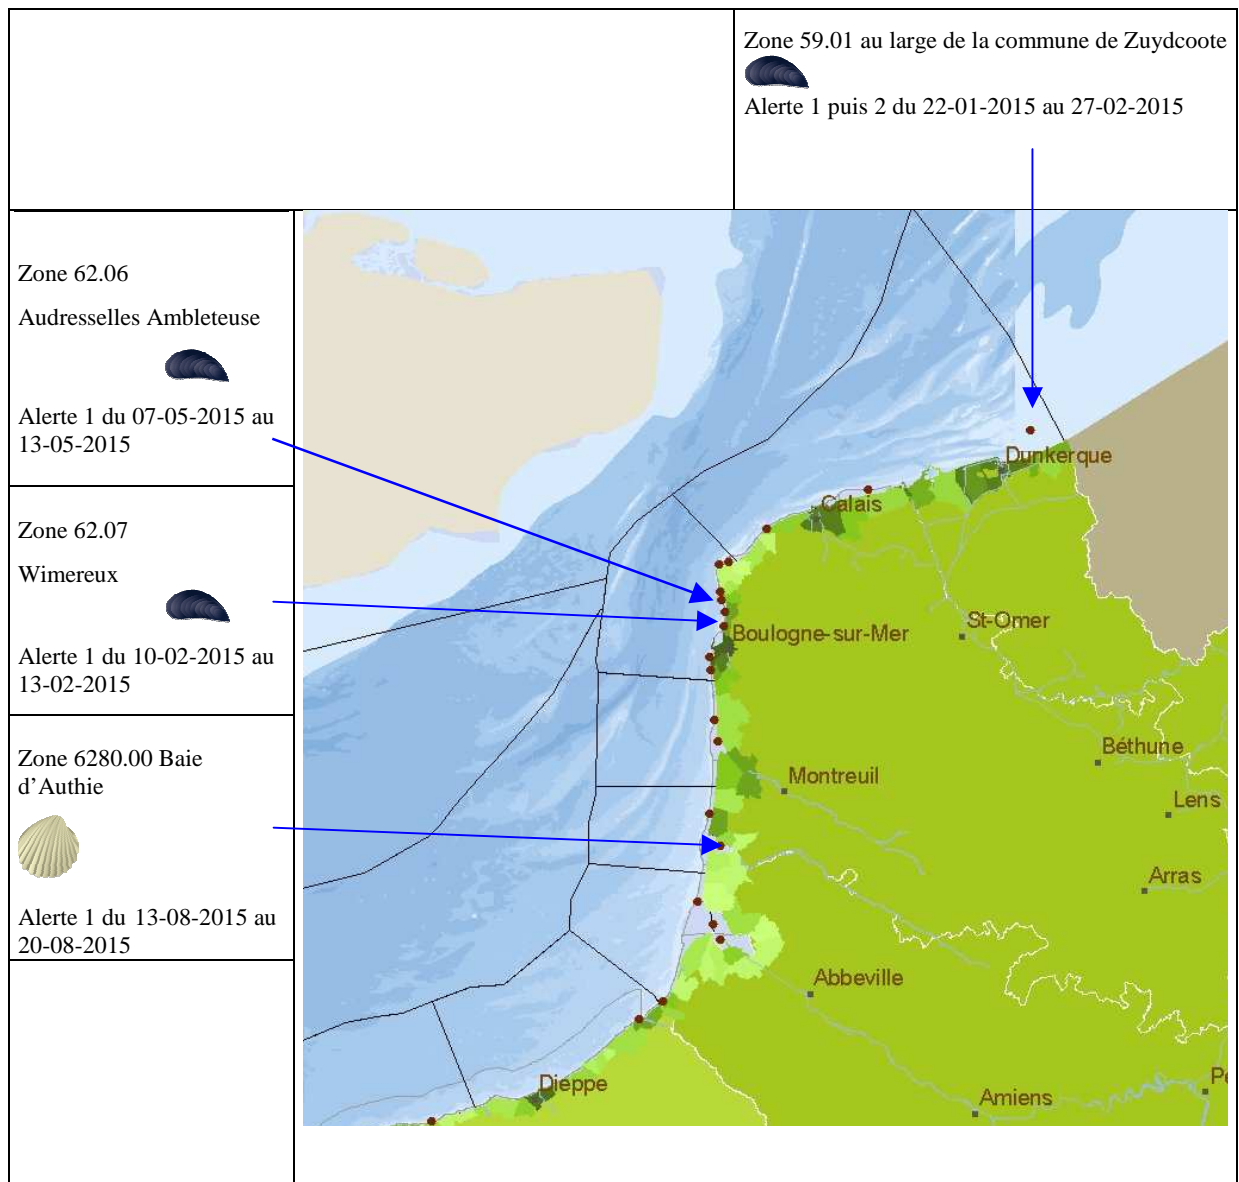 Zone 59.01 au large de la commune de Zuydcoote
Alerte 1 puis 2 du 22-01-2015 au 27-02-2015
Zone 62.06
Audresselles Ambleteuse
Alerte 1 du 07-05-2015 au
13-05-2015
Zone 62.07
Wimereux
Alerte 1 du 10-02-2015 au
13-02-2015
Zone 6280.00 Baie
d’Authie
Alerte 1 du 13-08-2015 au
20-08-2015
Dunkerque
Calais
St-Omer
Boulogne-sur-Mer
Béthune
Montreuil
Lens
Arras
Abbeville
Dieppe
Amiens